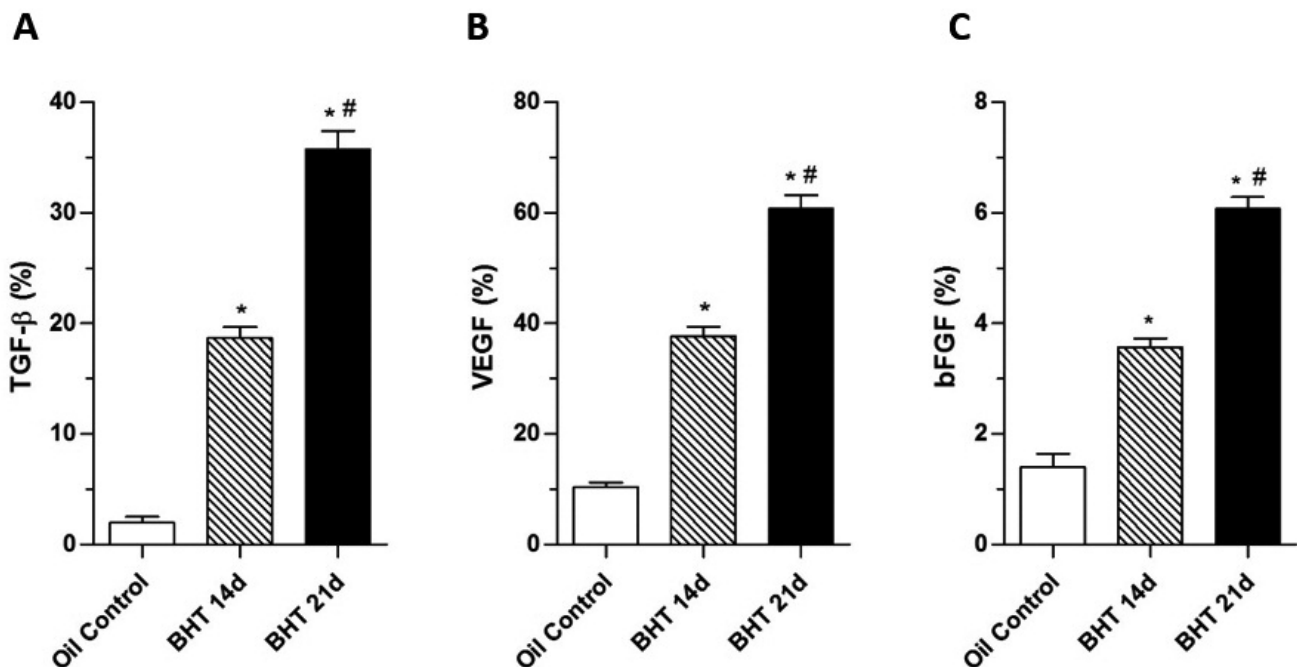 A
TGF-β (%)
40
30
20
10
0
*
* #
Oil Control
BHT 14d
BHT 21d
B
VEGF (%)
80
60
40
20
0
*
* #
Oil Control
BHT 14d
BHT 21d
C
bFGF (%)
8
6
4
2
0
*
* #
Oil Control
BHT 14d
BHT 21d